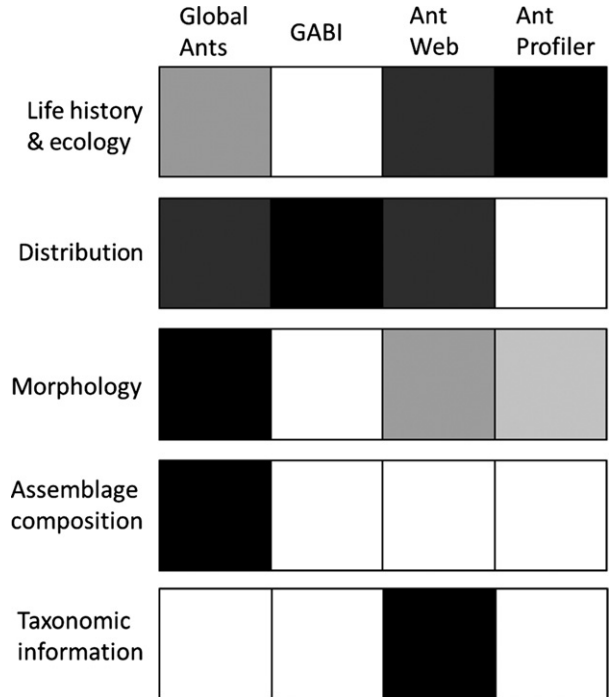 Global
Ants
GABI
Ant
Web
Ant
Profiler
Life history
& ecology
Distribution
Morphology
Assemblage
composition
Taxonomic
information